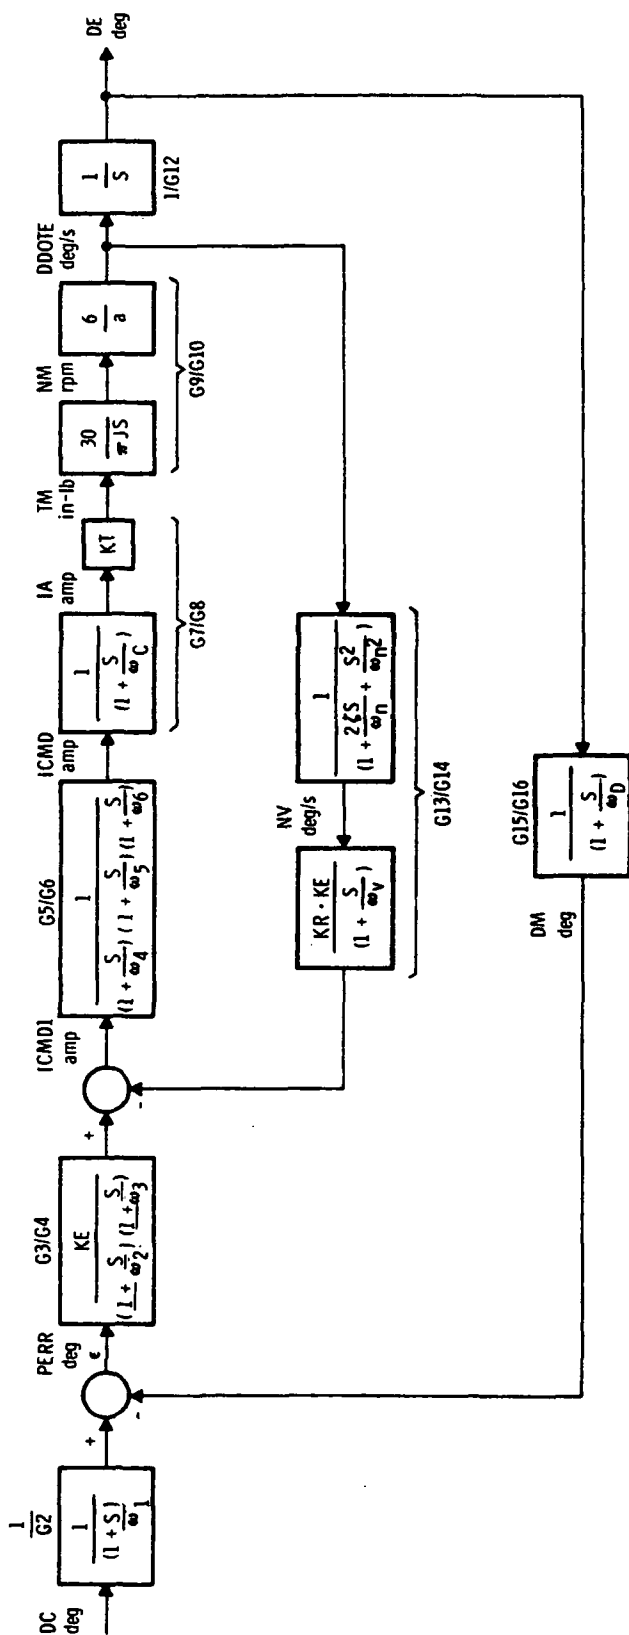 DC
deg
1
G2
1
(1 + S)
ω1
+
-
PERR
deg
ϵ
G3/G4
KE
(1 + S/ω2) (1 + S/ω3)
+
-
ICMD1
amp
G5/G6
1
(1 + S/ω4) (1 + S/ω5) (1 + S/ω6)
ICMD
amp
1
(1 + S/ωC)
IA
amp
KT
G7/G8
TM
in-lb
30
πJS
NM
rpm
6
a
G9/G10
DDOTE
deg/s
1
S
1/G12
DE
deg
KR · KE
(1 + S/ωv)
NV
deg/s
1
(1 + 2ζS/ωn + S2/ωn2)
G13/G14
DM
deg
G15/G16
1
(1 + S/ωD)